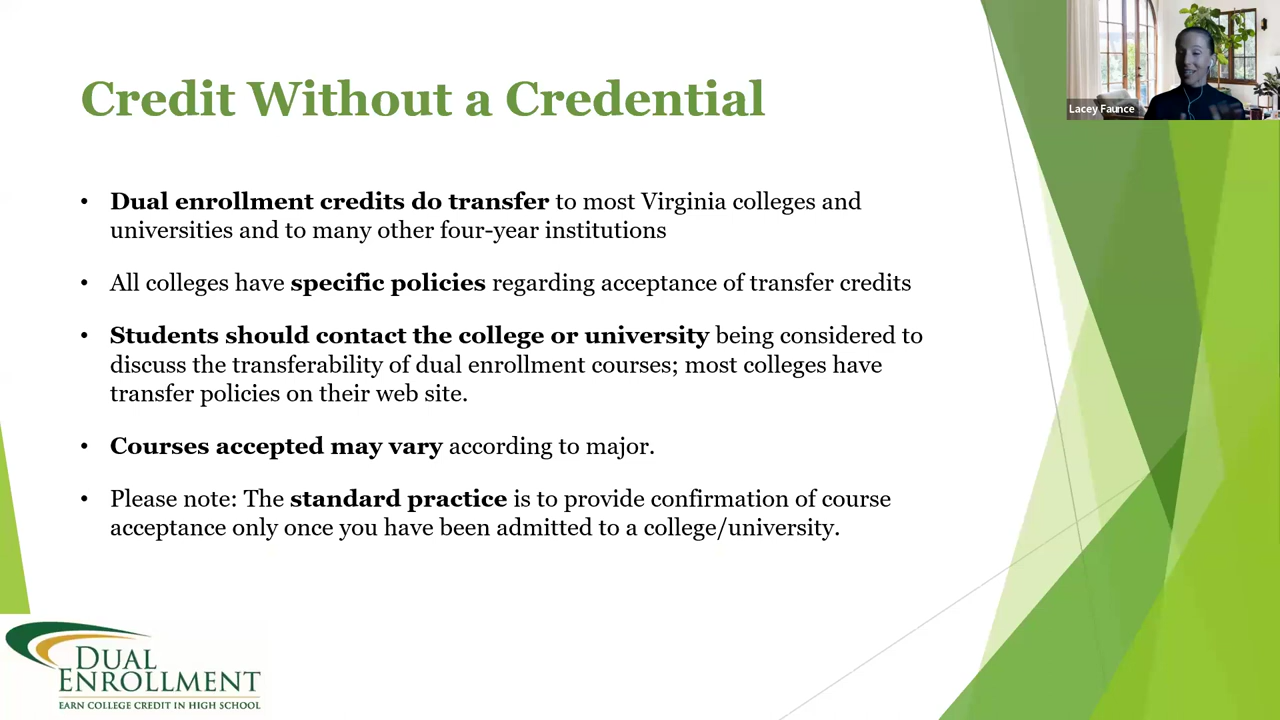 Credit Without a Credential
Lacey Faunce
• Dual enrollment credits do transfer to most Virginia colleges and
universities and to many other four-year institutions
• All colleges have specific policies regarding acceptance of transfer credits
• Students should contact the college or university being considered to
discuss the transferability of dual enrollment courses; most colleges have
transfer policies on their web site.
• Courses accepted may vary according to major.
• Please note: The standard practice is to provide confirmation of course
acceptance only once you have been admitted to a college/university.
DUAL
ENROLLMENT
EARN COLLEGE CREDIT IN HIGH SCHOOL